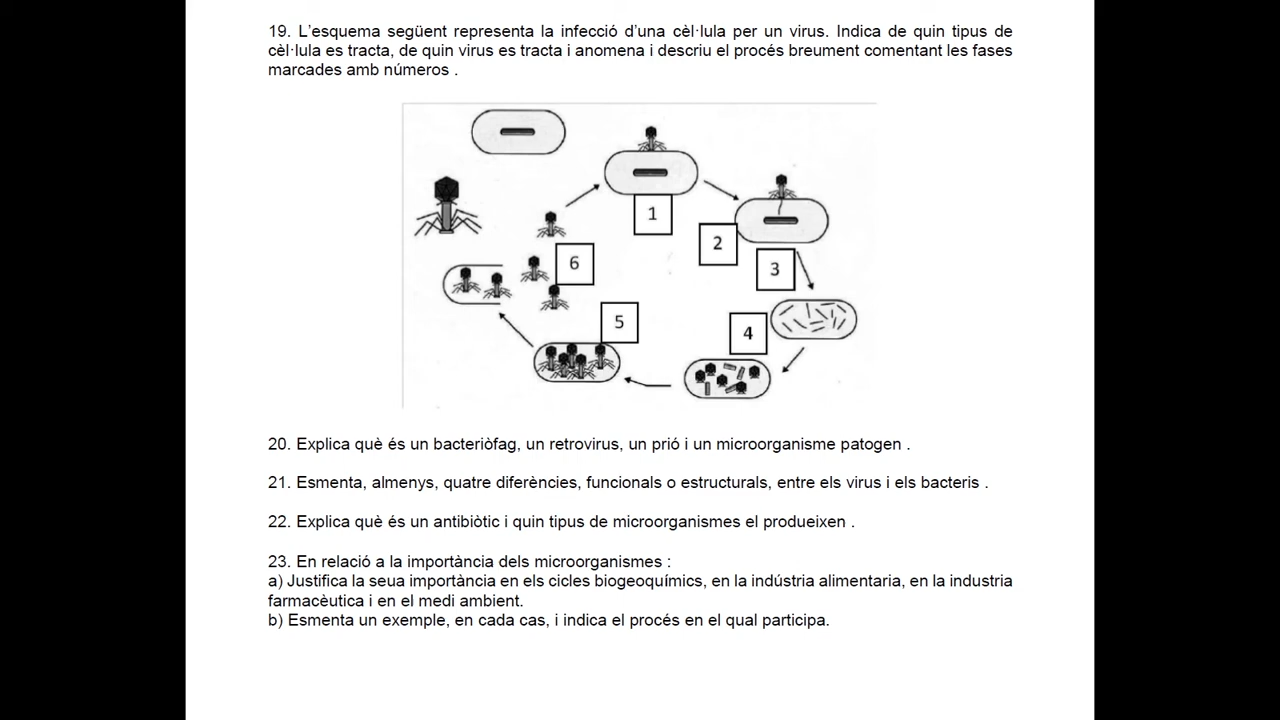 19. L’esquema següent representa la infecció d’una cèl·lula per un virus. Indica de quin tipus de
cèl·lula es tracta, de quin virus es tracta i anomena i descriu el procés breument comentant les fases
marcades amb números .
1
2
3
6
5
4
20. Explica què és un bacteriòfag, un retrovirus, un prió i un microorganisme patogen .
21. Esmenta, almenys, quatre diferències, funcionals o estructurals, entre els virus i els bacteris .
22. Explica què és un antibiòtic i quin tipus de microorganismes el produeixen .
23. En relació a la importància dels microorganismes :
a) Justifica la seua importància en els cicles biogeoquímics, en la indústria alimentaria, en la industria
farmacèutica i en el medi ambient.
b) Esmenta un exemple, en cada cas, i indica el procés en el qual participa.